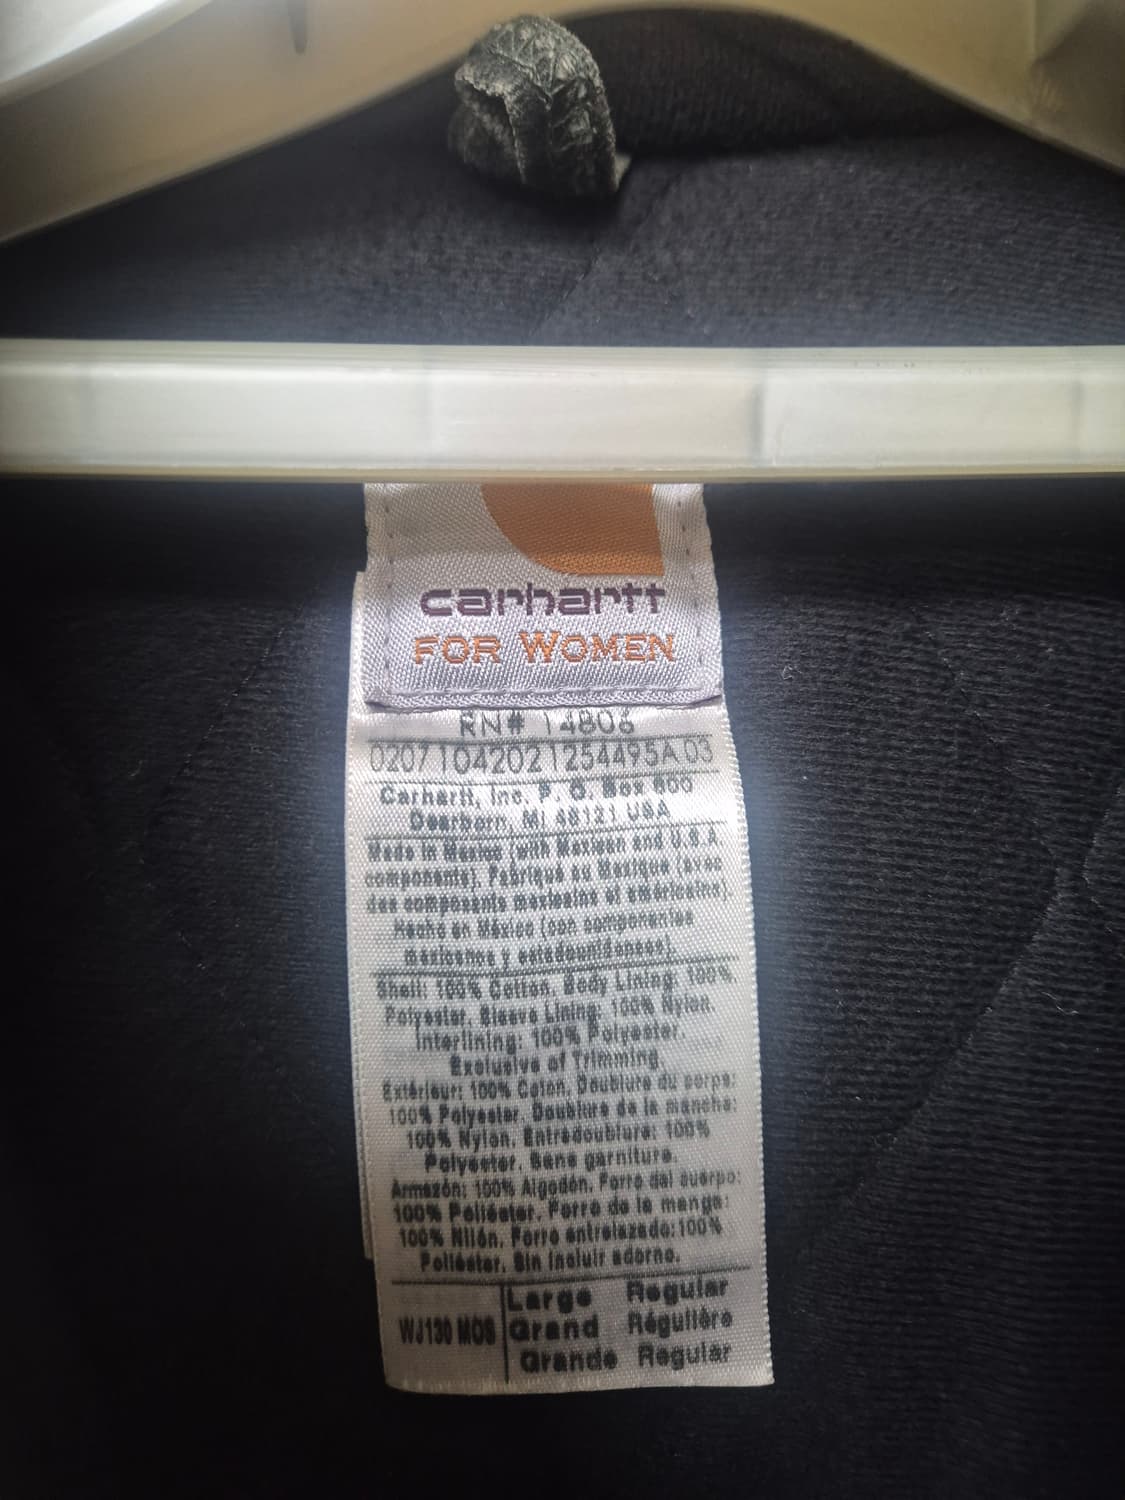 carhartt
FOR WOMEN
RN# 14806
02071042021254495A 03
Carhartt, Inc. P. O. Box 600
Dearborn, MI 48121 USA
Made in Mexico (with Mexican and U.S.A
components). Fabriqué au Mexique (avec
des composants mexicains et américains)
Hecho en México (con componentes
mexicanos y estadounidenses).
Shell: 100% Cotton, Body Lining: 100%
Polyester, Sleeve Lining: 100% Nylon.
Interlining: 100% Polyester.
Exclusive of Trimming
Extérieur: 100% Coton, Doublure du corps:
100% Polyester, Doublure de la manche:
100% Nylon, Entredoublure: 100%
Polyester, Sans garniture.
Armazón: 100% Algodón, Forro del cuerpo:
100% Poliéster, Forro de la manga:
100% Nilón, Forro entrelazado: 100%
Poliéster, Sin incluir adorno.
WJ130 MOS
Large Regular
Grand Régulière
Grande Regular